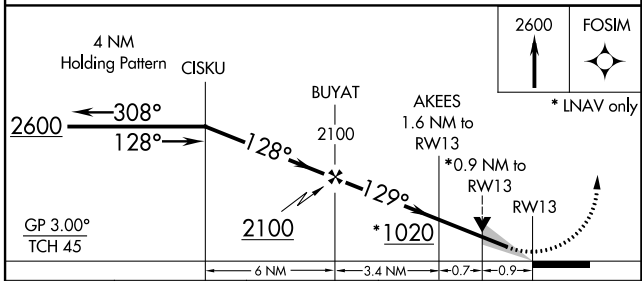 4 NM
Holding Pattern
CISKU
2600
FOSIM
* LNAV only
BUYAT
2100
AKEES
1.6 NM to
RW13
*0.9 NM to
RW13
RW13
2600
308°
128°
128°
129°
2100
*1020
GP 3.00°
TCH 45
6 NM
3.4 NM
0.7
0.9